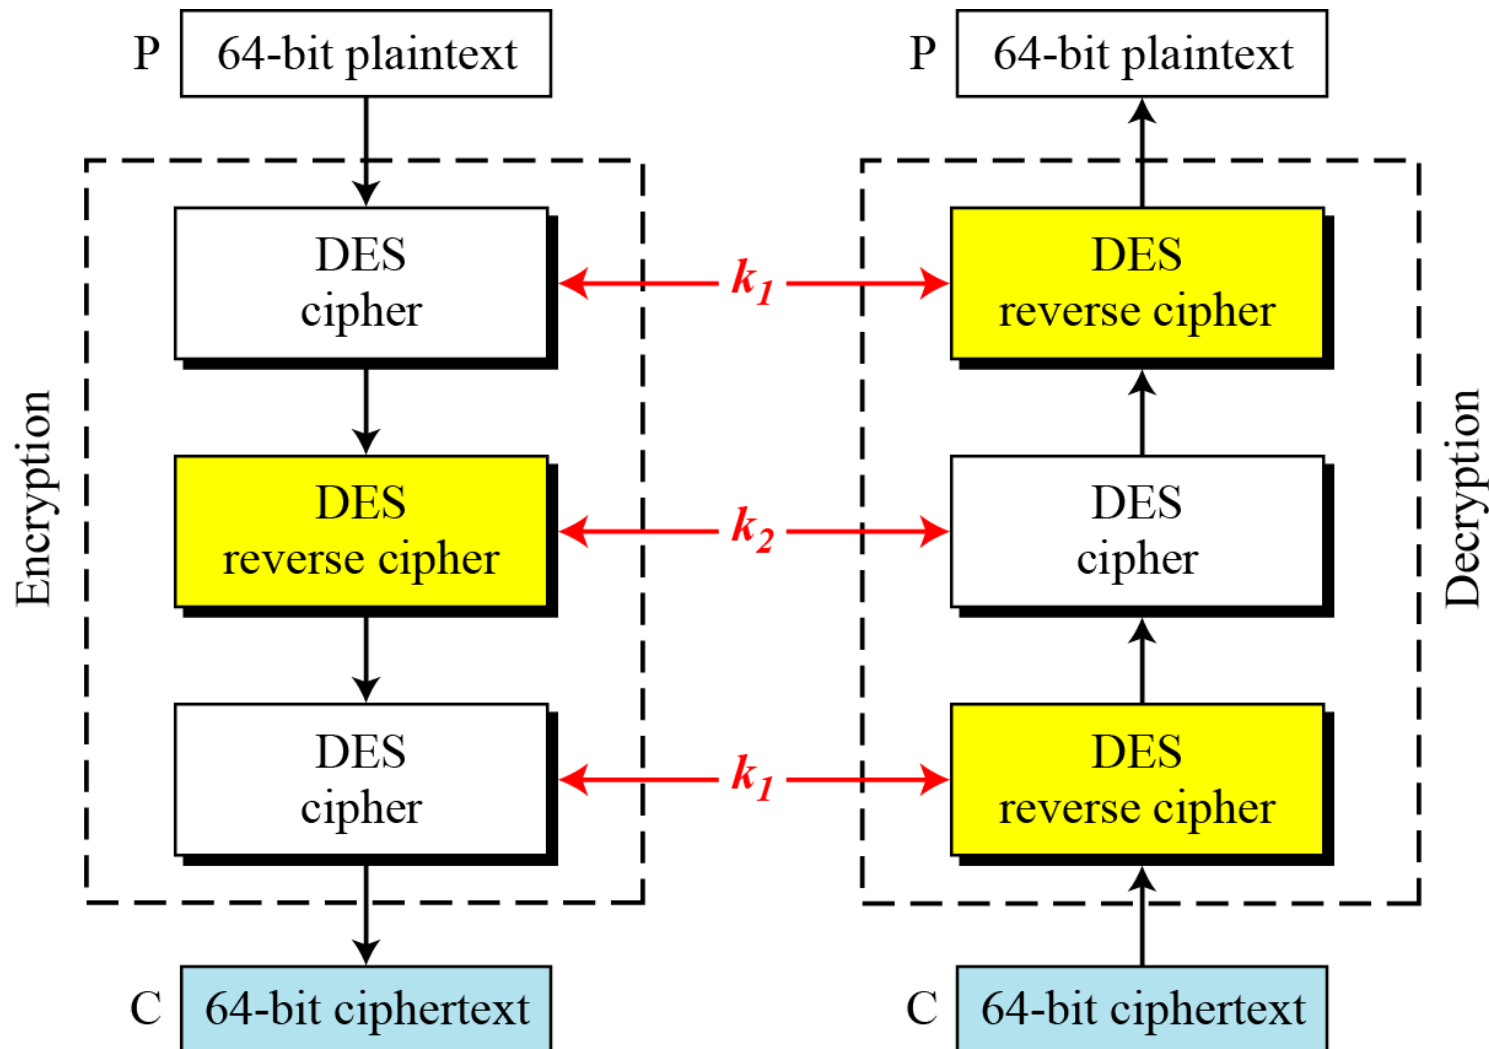 P 64-bit plaintext
P 64-bit plaintext
Encryption
DES
cipher
k1
DES
reverse cipher
DES
reverse cipher
k2
DES
cipher
DES
cipher
k1
DES
reverse cipher
Decryption
C 64-bit ciphertext
C 64-bit ciphertext